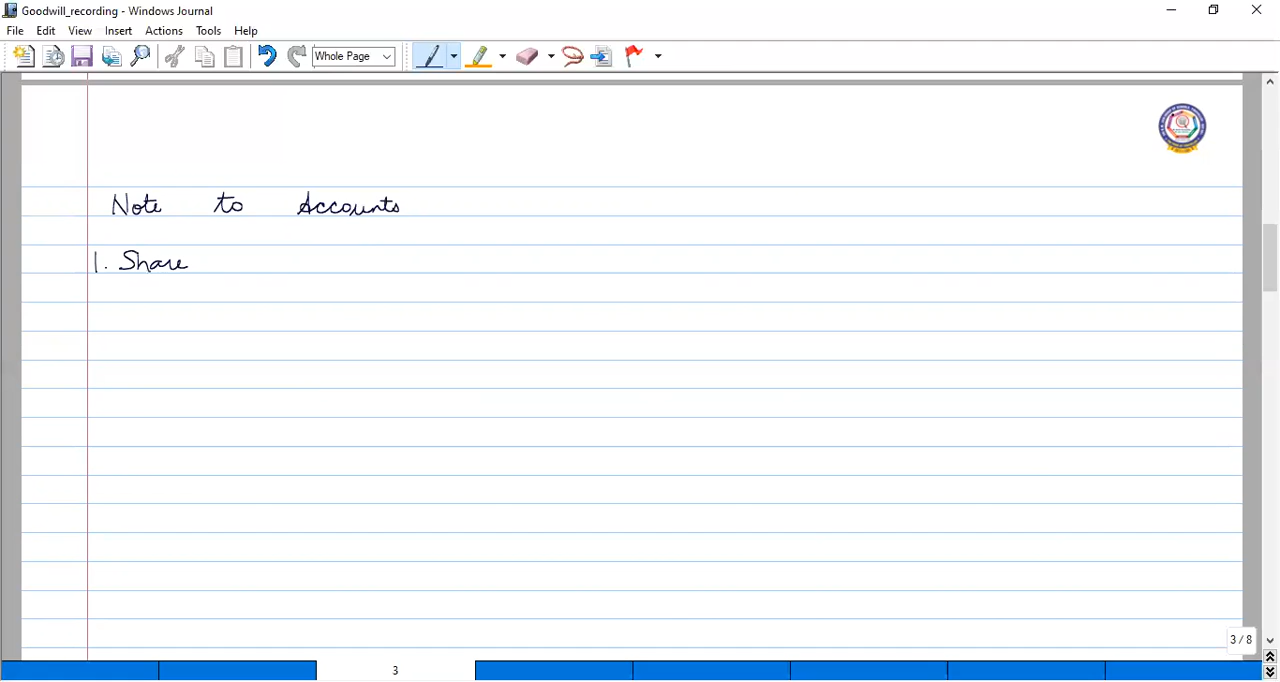 Goodwill_recording - Windows Journal
File Edit View Insert Actions Tools Help
Whole Page
Note to Accounts
1. Share
3 / 8
3